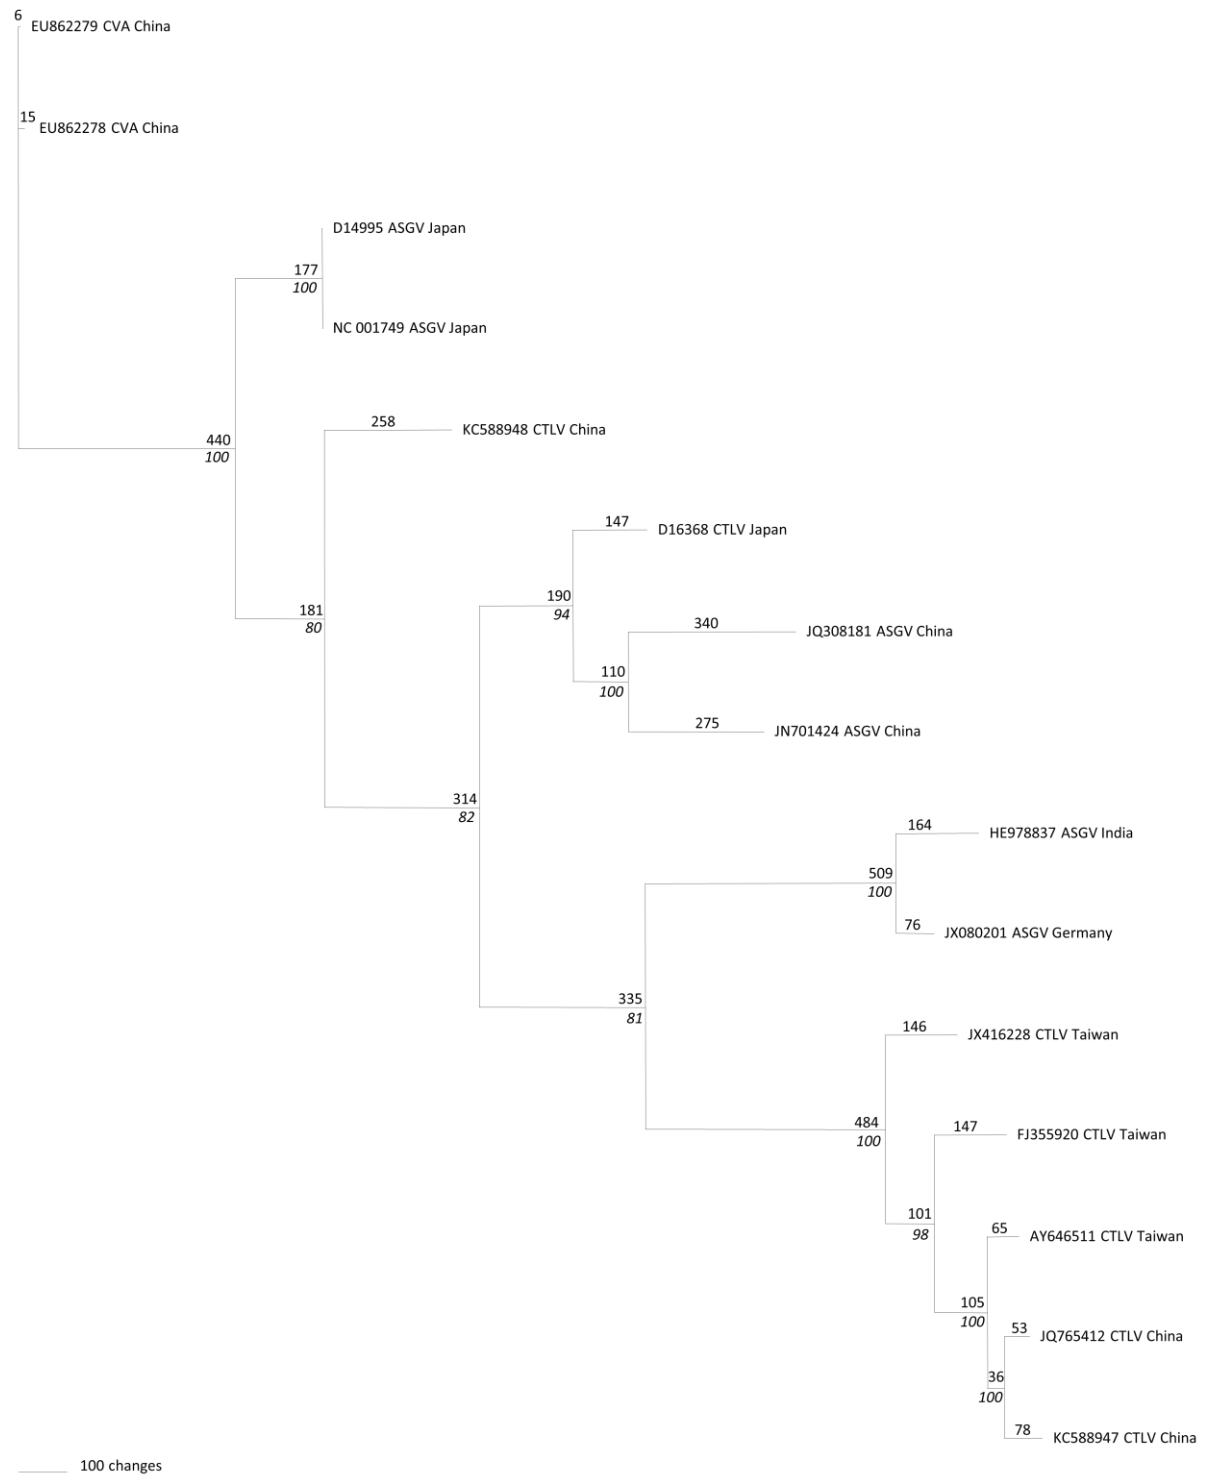 6
EU862279 CVA China
15
EU862278 CVA China
D14995 ASGV Japan
177
100
NC 001749 ASGV Japan
258
KC588948 CTLV China
440
100
147
D16368 CTLV Japan
190
94
181
80
340
JQ308181 ASGV China
110
100
275
JN701424 ASGV China
314
82
164
HE978837 ASGV India
509
100
76
JX080201 ASGV Germany
335
81
146
JX416228 CTLV Taiwan
484
100
147
FJ355920 CTLV Taiwan
101
98
65
AY646511 CTLV Taiwan
105
100
53
JQ765412 CTLV China
36
100
78
KC588947 CTLV China
100 changes